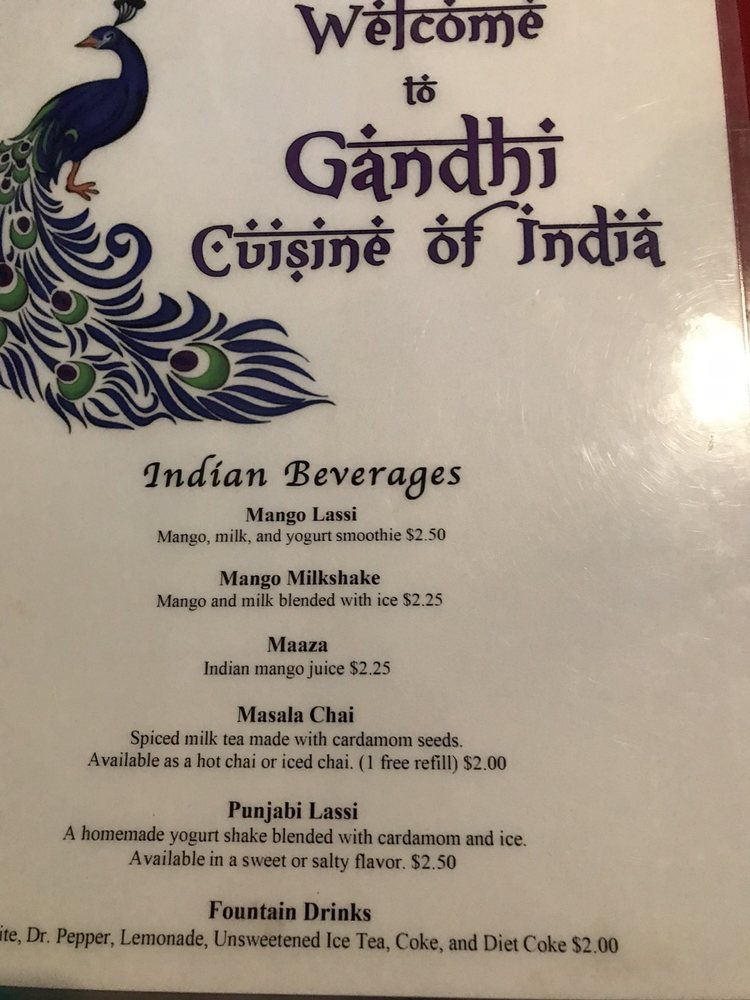 Welcome
to
Gandhi
Cuisine of India
Indian Beverages
Mango Lassi
Mango, milk, and yogurt smoothie $2.50
Mango Milkshake
Mango and milk blended with ice $2.25
Maaza
Indian mango juice $2.25
Masala Chai
Spiced milk tea made with cardamom seeds.
Available as a hot chai or iced chai. (1 free refill) $2.00
Punjabi Lassi
A homemade yogurt shake blended with cardamom and ice.
Available in a sweet or salty flavor. $2.50
Fountain Drinks
Dr. Pepper, Lemonade, Unsweetened Ice Tea, Coke, and Diet Coke $2.00